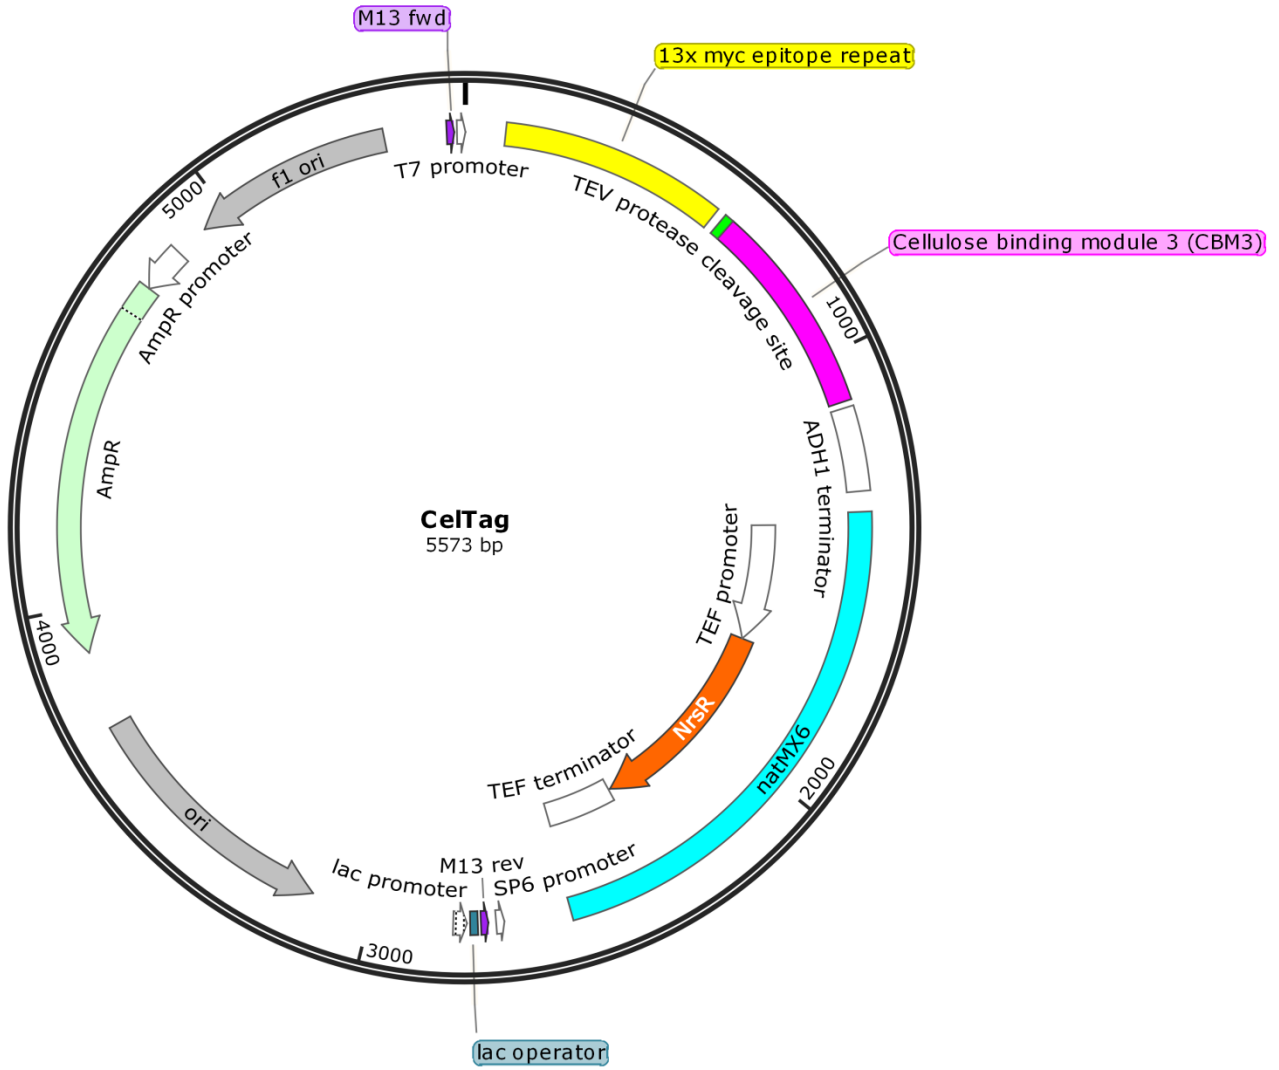 M13 fwd
13x myc epitope repeat
T7 promoter
f1 ori
TEV protease cleavage site
5000
Cellulose binding module 3 (CBM3)
AmpR promoter
1000
AmpR
ADH1 terminator
CelTag
5573 bp
TEF promoter
4000
NrsR
natMX6
TEF terminator
2000
ori
lac promoter
M13 rev
SP6 promoter
3000
lac operator